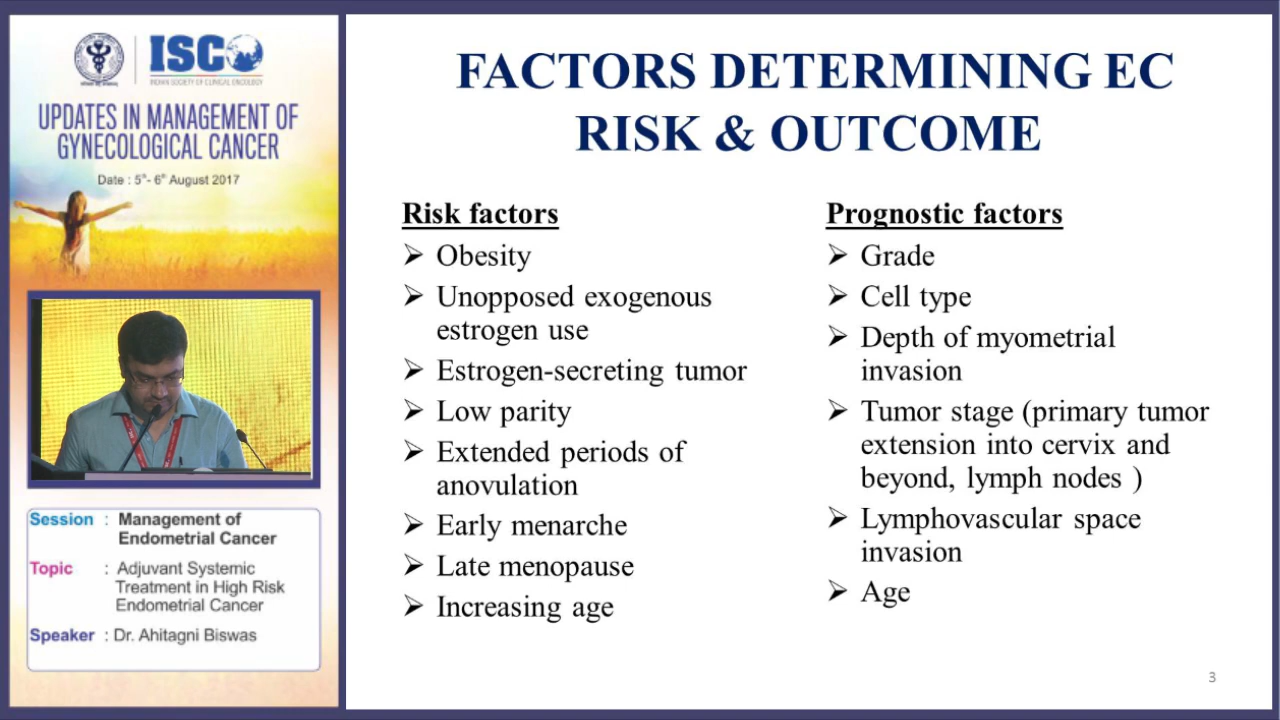 ISCO
INDIAN SOCIETY OF CLINICAL ONCOLOGY
UPDATES IN MANAGEMENT OF
GYNECOLOGICAL CANCER
Date : 5th- 6th August 2017
Session : Management of
Endometrial Cancer
Topic : Adjuvant Systemic
Treatment in High Risk
Endometrial Cancer
Speaker : Dr. Ahitagni Biswas
FACTORS DETERMINING EC
RISK & OUTCOME
Risk factors
➢ Obesity
➢ Unopposed exogenous
estrogen use
➢ Estrogen-secreting tumor
➢ Low parity
➢ Extended periods of
anovulation
➢ Early menarche
➢ Late menopause
➢ Increasing age
Prognostic factors
➢ Grade
➢ Cell type
➢ Depth of myometrial
invasion
➢ Tumor stage (primary tumor
extension into cervix and
beyond, lymph nodes )
➢ Lymphovascular space
invasion
➢ Age
3